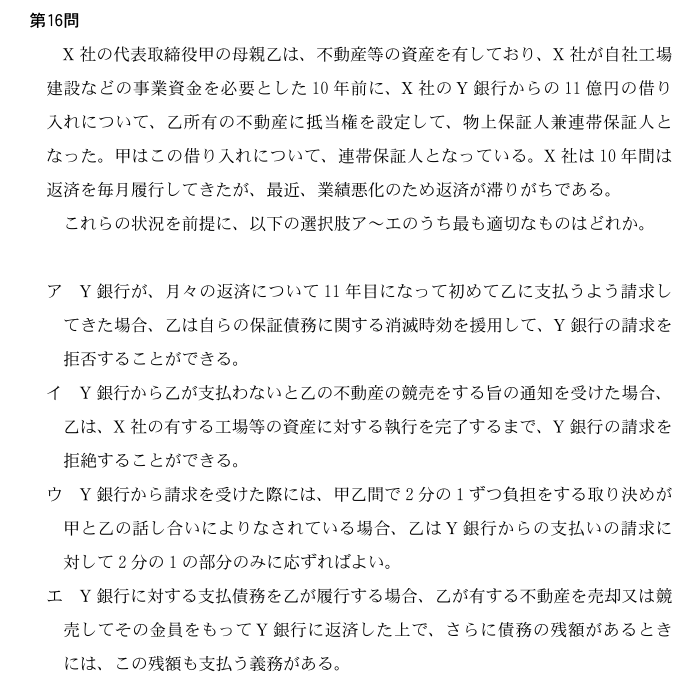 第16問
X 社の代表取締役甲の母親乙は、不動産等の資産を有しており、X 社が自社工場
建設などの事業資金を必要とした 10 年前に、X 社の Y 銀行からの 11 億円の借り
入れについて、乙所有の不動産に抵当権を設定して、物上保証人兼連帯保証人と
なった。甲はこの借り入れについて、連帯保証人となっている。X 社は 10 年間は
返済を毎月履行してきたが、最近、業績悪化のため返済が滞りがちである。
これらの状況を前提に、以下の選択肢ア～エのうち最も適切なものはどれか。
ア Y 銀行が、月々の返済について 11 年目になって初めて乙に支払うよう請求し
てきた場合、乙は自らの保証債務に関する消滅時効を援用して、Y 銀行の請求を
拒否することができる。
イ Y 銀行から乙が支払わないと乙の不動産の競売をする旨の通知を受けた場合、
乙は、X 社の有する工場等の資産に対する執行を完了するまで、Y 銀行の請求を
拒絶することができる。
ウ Y 銀行から請求を受けた際には、甲乙間で 2 分の 1 ずつ負担をする取り決めが
甲と乙の話し合いによりなされている場合、乙は Y 銀行からの支払いの請求に
対して 2 分の 1 の部分のみに応ずればよい。
エ Y 銀行に対する支払債務を乙が履行する場合、乙が有する不動産を売却又は競
売してその金員をもって Y 銀行に返済した上で、さらに債務の残額があるとき
には、この残額も支払う義務がある。